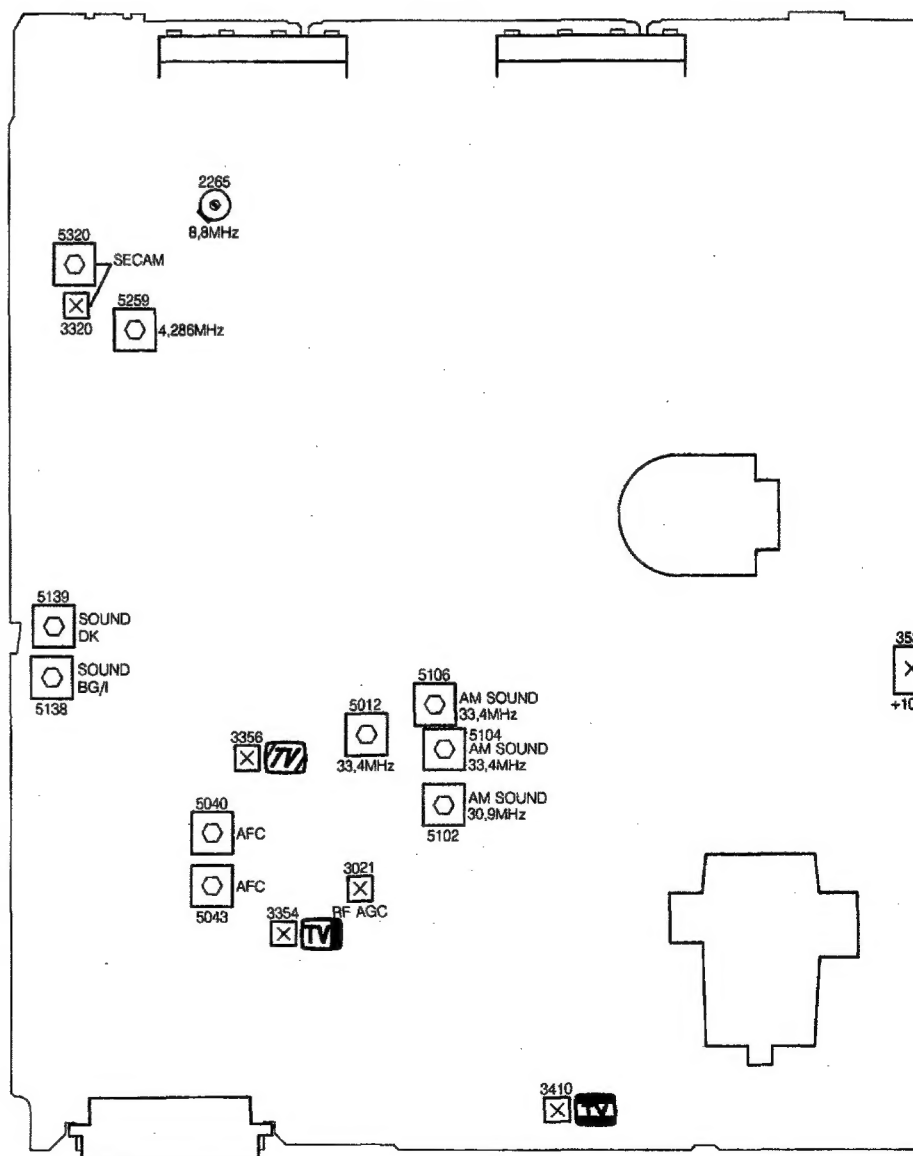 2265
8,8MHz
5320
SECAM
3320
5259
4,286MHz
5139
SOUND
DK
SOUND
BG/I
5138
5106
AM SOUND
33,4MHz
5012
33,4MHz
5104
AM SOUND
33,4MHz
3356
TV
AM SOUND
30,9MHz
5102
5040
AFC
AFC
5043
3021
RF AGC
3354
TV
3410
TV